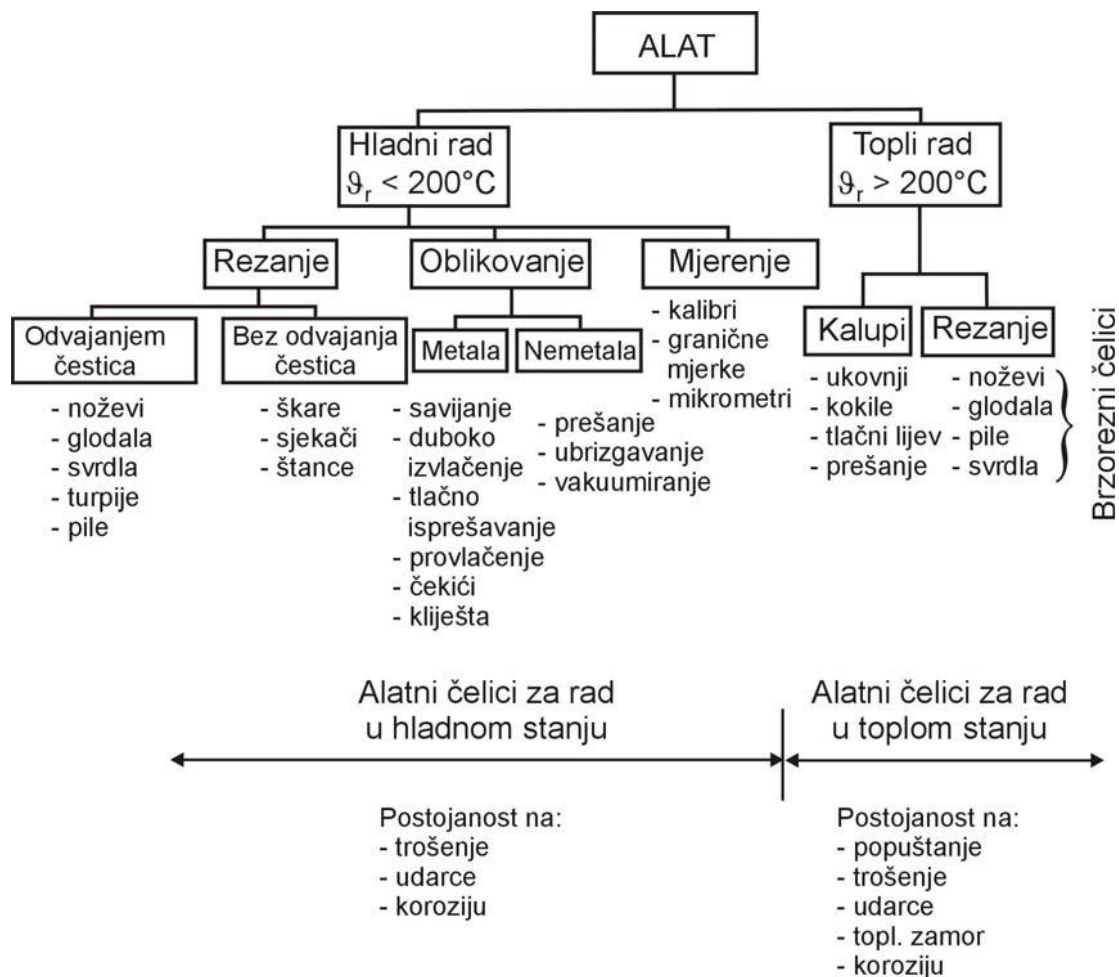 ALAT
Hladni rad
ϑr < 200°C
Topli rad
ϑr > 200°C
Rezanje
Oblikovanje
Mjerenje
Odvajanjem
čestica
Bez odvajanja
čestica
Metala
Nemetala
- kalibri
- granične
mjerke
- mikrometri
Kalupi
Rezanje
- noževi
- glodala
- svrdla
- turpije
- pile
- škare
- sjekači
- štance
- savijanje
- duboko
izvlačenje
- tlačno
isprešavanje
- provlačenje
- čekići
- kliješta
- prešanje
- ubrizgavanje
- vakuumiranje
- ukovnji
- kokile
- tlačni lijev
- prešanje
- noževi
- glodala
- pile
- svrdla
Brzorezni čelici
Alatni čelici za rad
u hladnom stanju
Alatni čelici za rad
u toplom stanju
Postojanost na:
- trošenje
- udarce
- koroziju
Postojanost na:
- popuštanje
- trošenje
- udarce
- topl. zamor
- koroziju